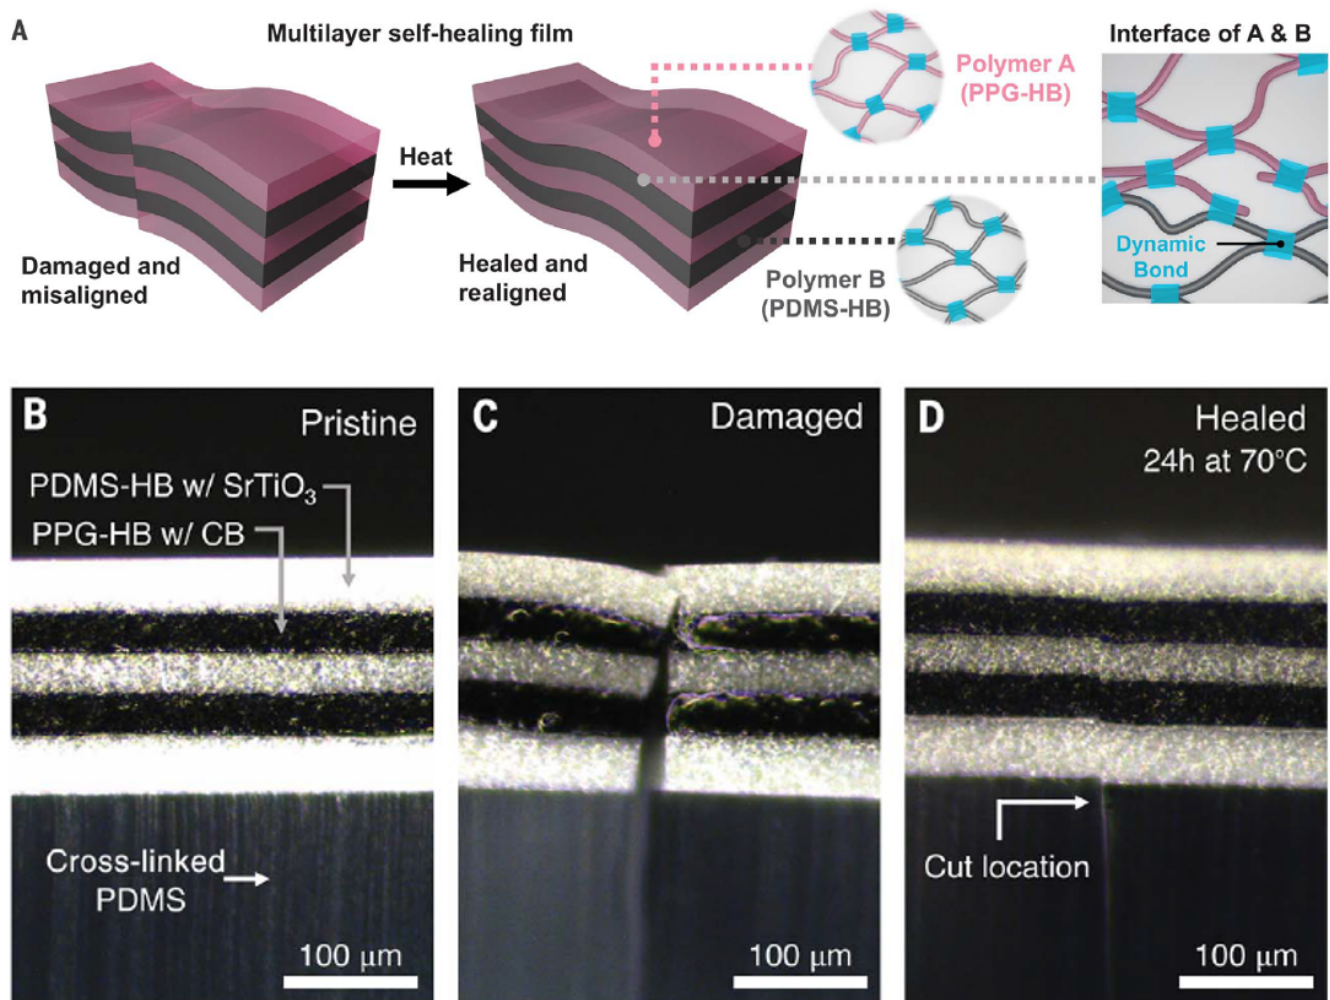 A
Multilayer self-healing film
Interface of A & B
Polymer A
(PPG-HB)
Heat
Damaged and
misaligned
Healed and
realigned
Polymer B
(PDMS-HB)
Dynamic
Bond
B
Pristine
PDMS-HB w/ SrTiO₃
PPG-HB w/ CB
Cross-linked
PDMS
100 μm
C
Damaged
100 μm
D
Healed
24h at 70°C
Cut location
100 μm